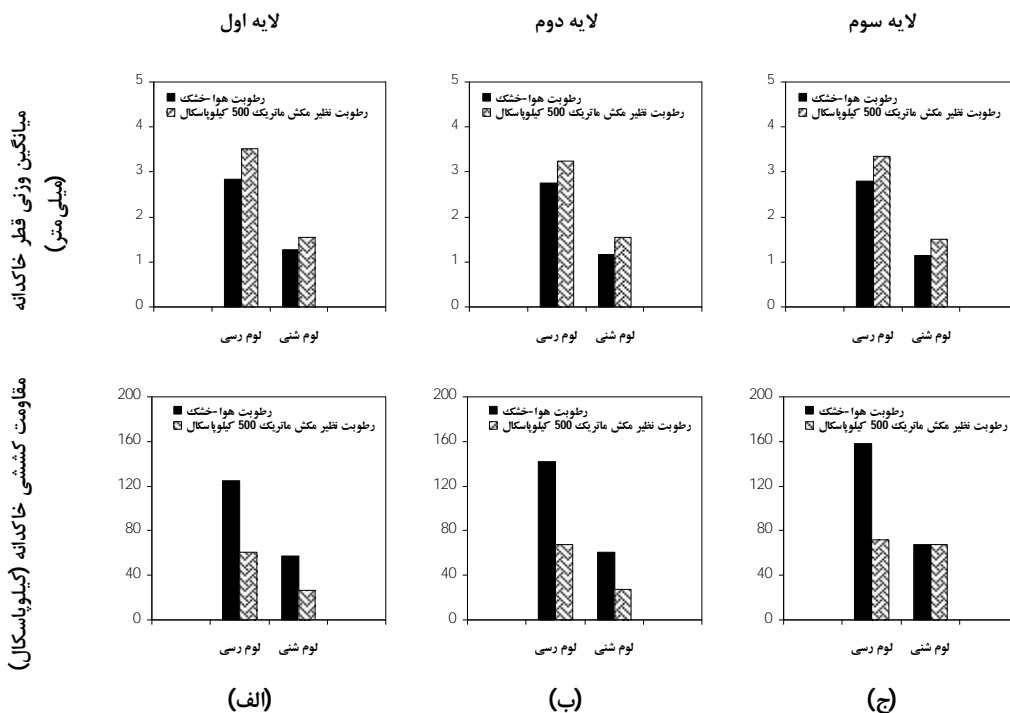 لایه اول
لایه دوم
لایه سوم
میانگین وزنی قطر خاکدانه
(میلی‌متر)
5
4
3
2
1
0
رطوبت هوا-خشک
رطوبت نظیر مکش ماتریک 500 کیلوپاسکال
لوم رسی
لوم شنی
5
4
3
2
1
0
رطوبت هوا-خشک
رطوبت نظیر مکش ماتریک 500 کیلوپاسکال
لوم رسی
لوم شنی
5
4
3
2
1
0
رطوبت هوا-خشک
رطوبت نظیر مکش ماتریک 500 کیلوپاسکال
لوم رسی
لوم شنی
مقاومت کششی خاکدانه (کیلوپاسکال)
200
160
120
80
40
0
رطوبت هوا-خشک
رطوبت نظیر مکش ماتریک 500 کیلوپاسکال
لوم رسی
لوم شنی
200
160
120
80
40
0
رطوبت هوا-خشک
رطوبت نظیر مکش ماتریک 500 کیلوپاسکال
لوم رسی
لوم شنی
200
160
120
80
40
0
رطوبت هوا-خشک
رطوبت نظیر مکش ماتریک 500 کیلوپاسکال
لوم رسی
لوم شنی
(الف)
(ب)
(ج)